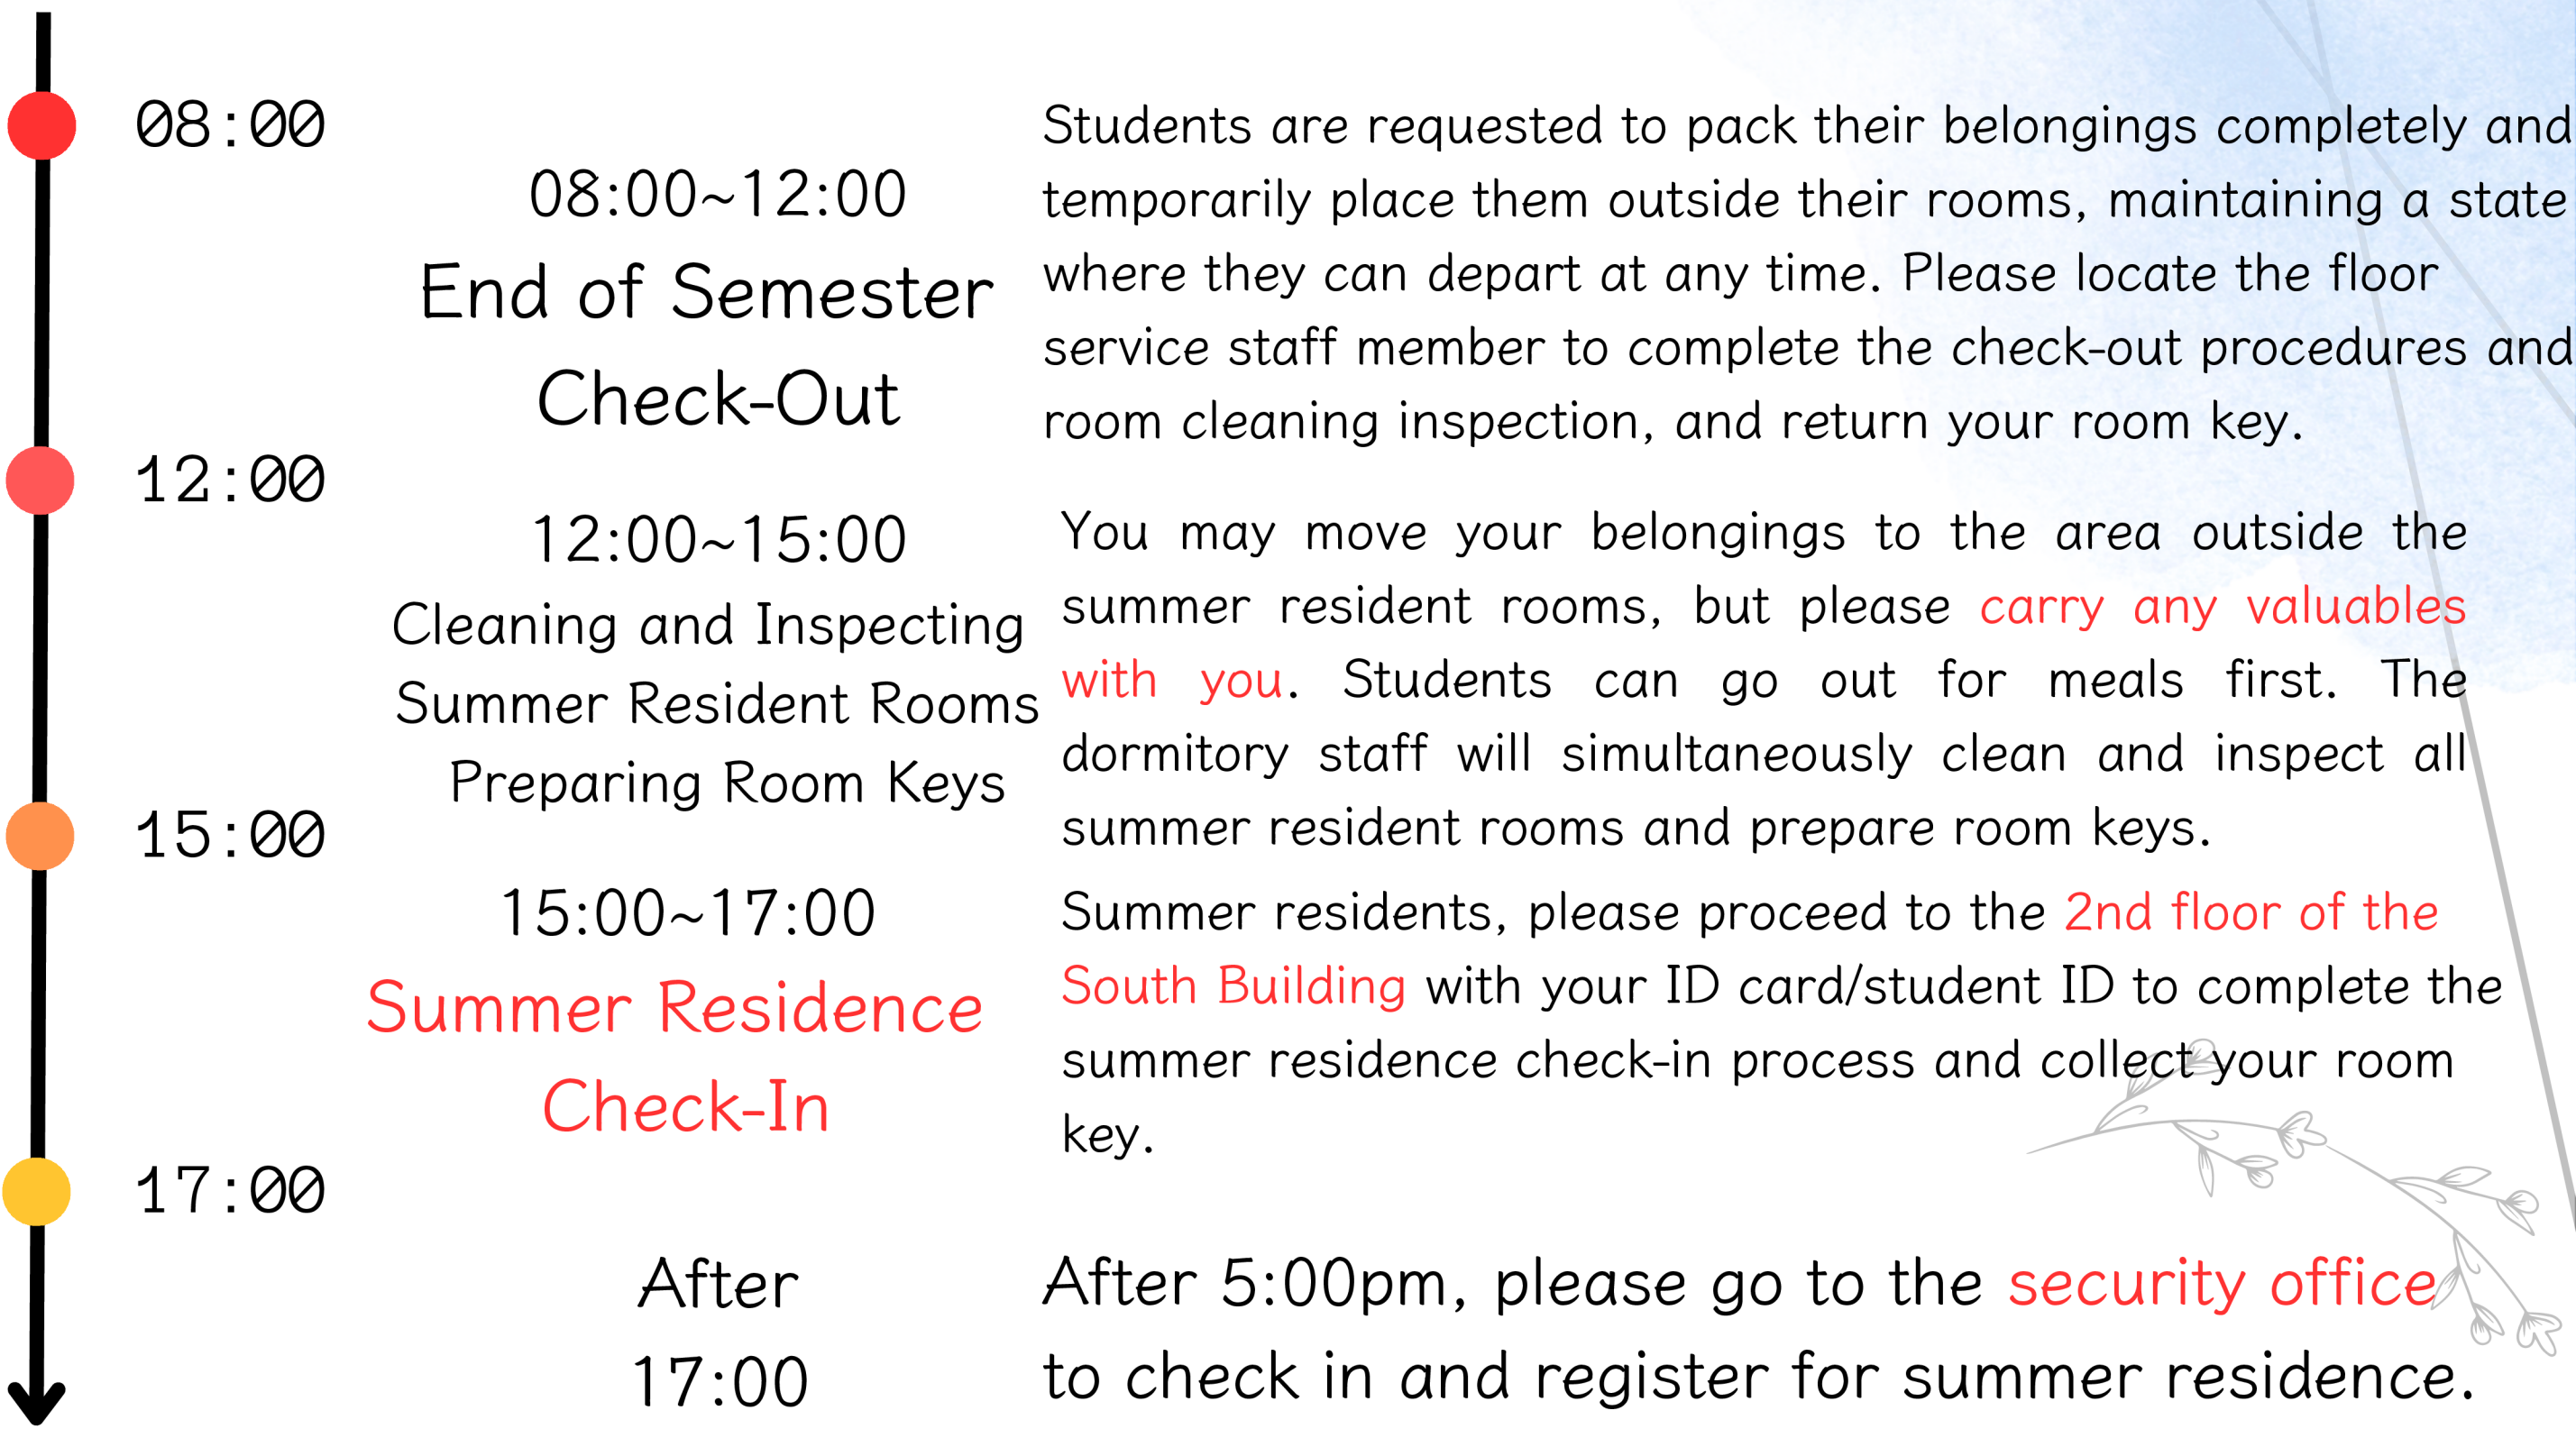 08:00
08:00~12:00
End of Semester
Check-Out
Students are requested to pack their belongings completely and
temporarily place them outside their rooms, maintaining a state
where they can depart at any time. Please locate the floor
service staff member to complete the check-out procedures and
room cleaning inspection, and return your room key.
12:00
12:00~15:00
Cleaning and Inspecting
Summer Resident Rooms
Preparing Room Keys
You may move your belongings to the area outside the
summer resident rooms, but please carry any valuables
with you. Students can go out for meals first. The
dormitory staff will simultaneously clean and inspect all
summer resident rooms and prepare room keys.
15:00
15:00~17:00
Summer Residence
Check-In
Summer residents, please proceed to the 2nd floor of the
South Building with your ID card/student ID to complete the
summer residence check-in process and collect your room
key.
17:00
After
17:00
After 5:00pm, please go to the security office
to check in and register for summer residence.